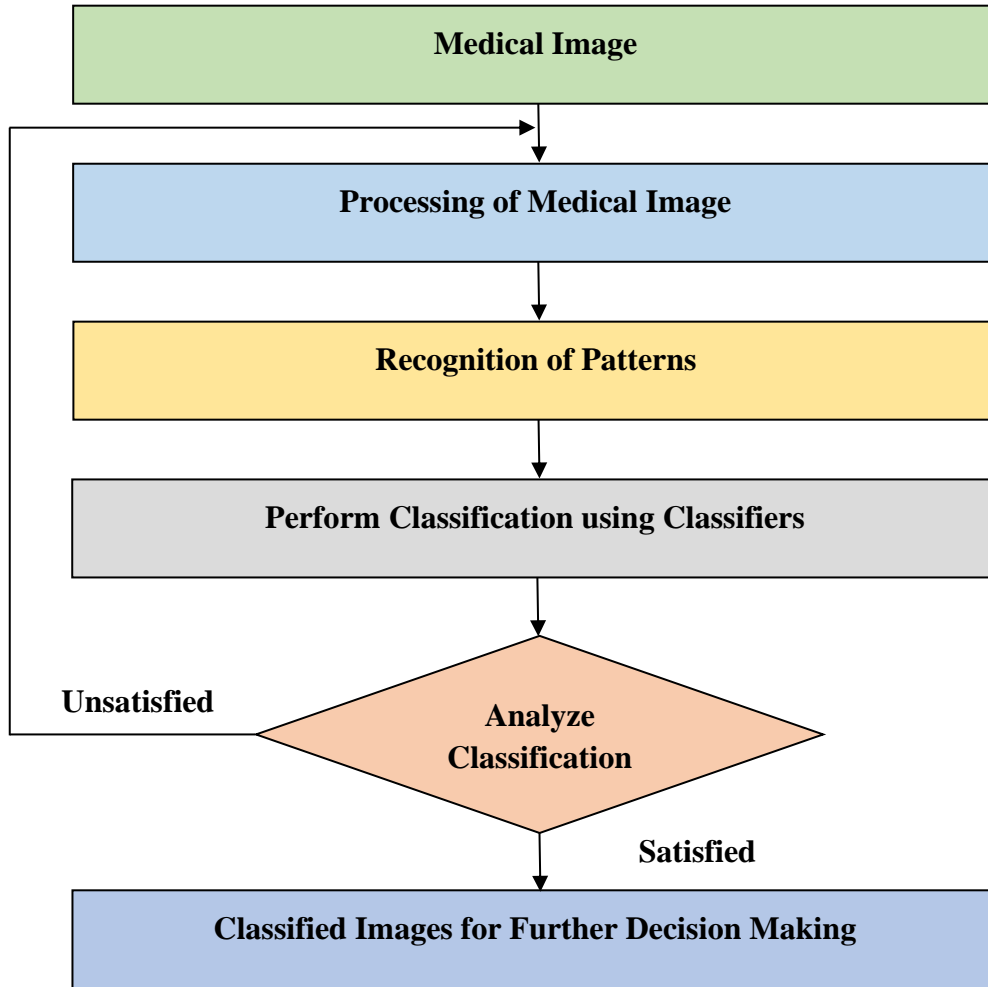 Medical Image
Processing of Medical Image
Recognition of Patterns
Perform Classification using Classifiers
Unsatisfied
Analyze
Classification
Satisfied
Classified Images for Further Decision Making